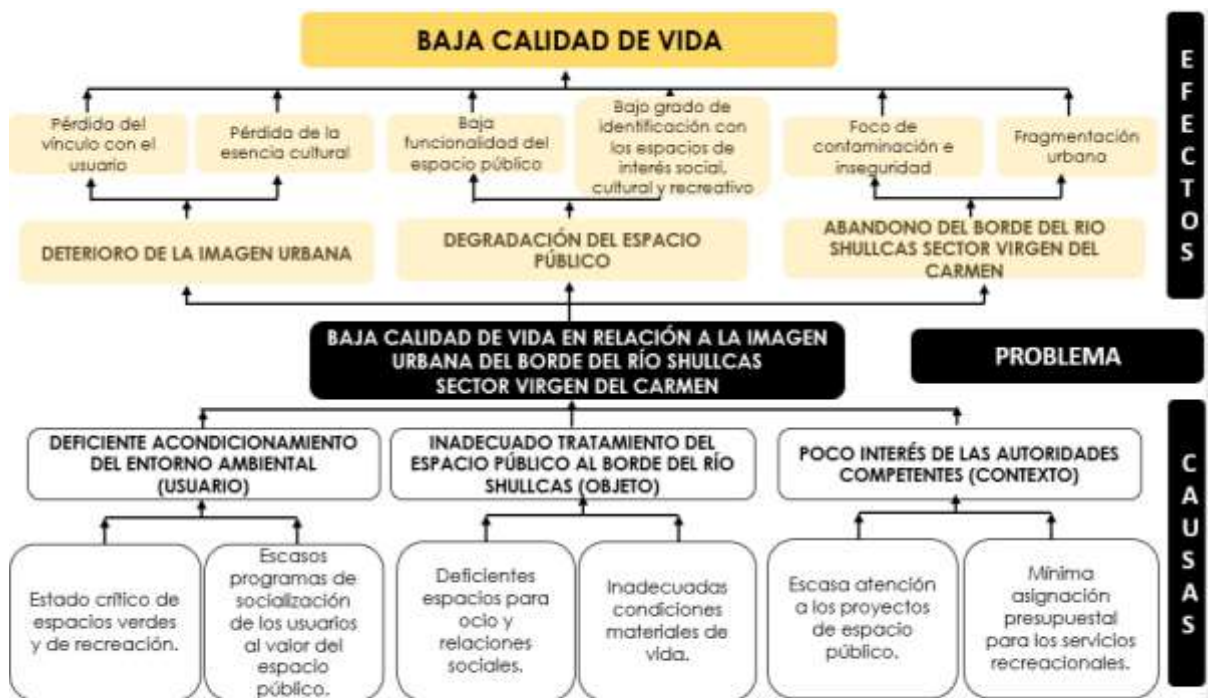 BAJA CALIDAD DE VIDA
EFECTOS
Pérdida del
vínculo con el
usuario
Pérdida de la
esencia cultural
Baja
funcionalidad del
espacio público
Bajo grado de
identificación con
los espacios de
interés social,
cultural y recreativo
Foco de
contaminación e
inseguridad
Fragmentación
urbana
DETERIORO DE LA IMAGEN URBANA
DEGRADACIÓN DEL ESPACIO
PÚBLICO
ABANDONO DEL BORDE DEL RIO
SHULLCAS SECTOR VIRGEN DEL
CARMEN
BAJA CALIDAD DE VIDA EN RELACIÓN A LA IMAGEN
URBANA DEL BORDE DEL RÍO SHULLCAS
SECTOR VIRGEN DEL CARMEN
PROBLEMA
CAUSAS
DEFICIENTE ACONDICIONAMIENTO
DEL ENTORNO AMBIENTAL
(USUARIO)
INADECUADO TRATAMIENTO DEL
ESPACIO PÚBLICO AL BORDE DEL RÍO
SHULLCAS (OBJETO)
POCO INTERÉS DE LAS AUTORIDADES
COMPETENTES (CONTEXTO)
Estado crítico de
espacios verdes
y de recreación.
Escasos
programas de
socialización
de los usuarios
al valor del
espacio
público.
Deficientes
espacios para
ocio y
relaciones
sociales.
Inadecuadas
condiciones
materiales de
vida.
Escasa atención
a los proyectos
de espacio
público.
Mínima
asignación
presupuestal
para los servicios
recreacionales.